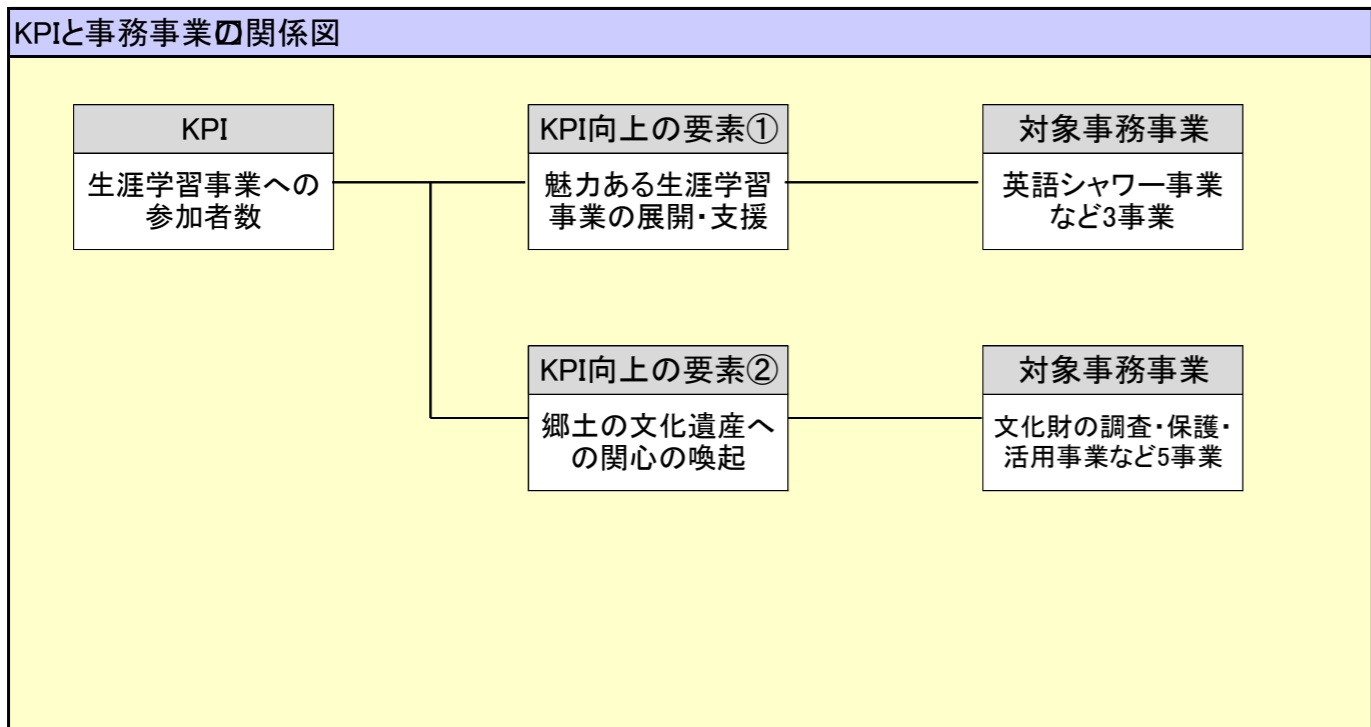 KPIと事務事業の関係図
KPI
生涯学習事業への
参加者数
KPI向上の要素①
魅力ある生涯学習
事業の展開・支援
対象事務事業
英語シャワー事業
など3事業
KPI向上の要素②
郷土の文化遺産へ
の関心の喚起
対象事務事業
文化財の調査・保護・
活用事業など5事業